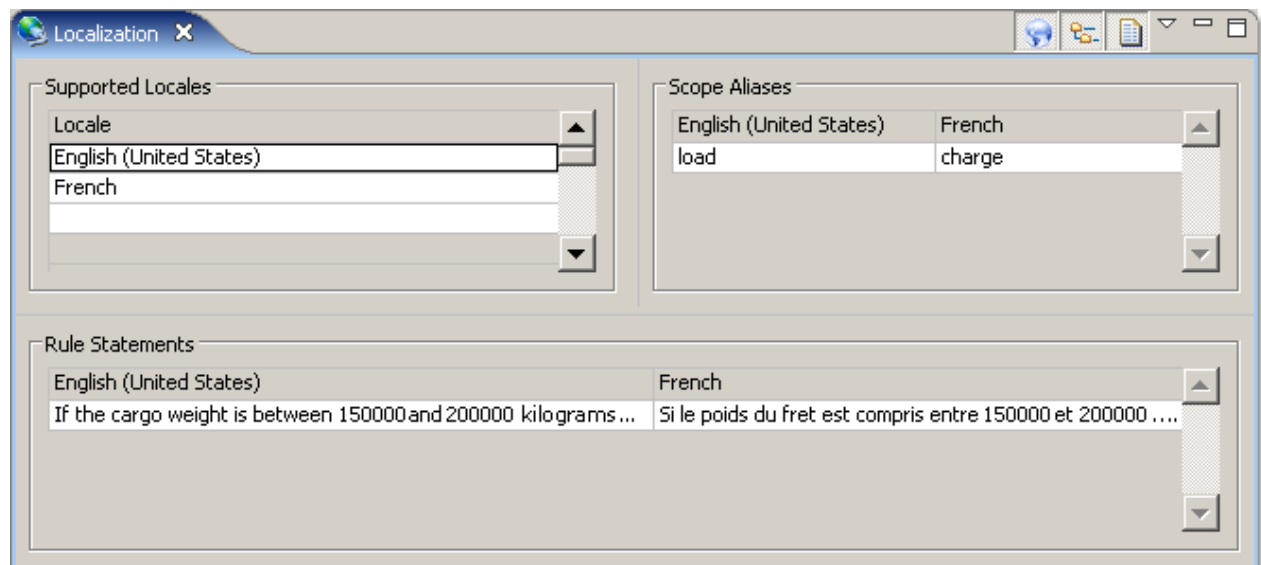 Localization
Supported Locales
Locale
English (United States)
French
Scope Aliases
English (United States) French
load charge
Rule Statements
English (United States) French
If the cargo weight is between 150000 and 200000 kilograms... Si le poids du fret est compris entre 150000 et 200000 ....